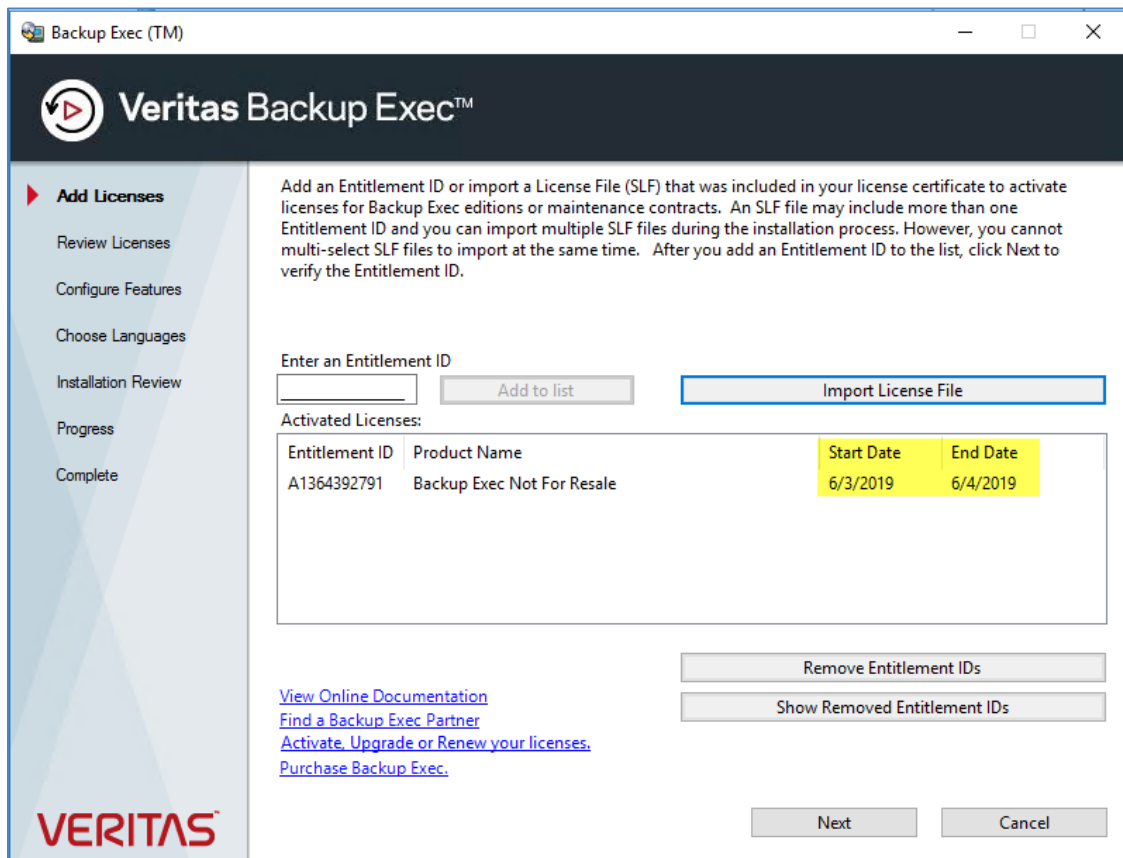 Backup Exec (TM)
Veritas Backup Exec™
Add Licenses
Review Licenses
Configure Features
Choose Languages
Installation Review
Progress
Complete
Add an Entitlement ID or import a License File (SLF) that was included in your license certificate to activate
licenses for Backup Exec editions or maintenance contracts.  An SLF file may include more than one
Entitlement ID and you can import multiple SLF files during the installation process. However, you cannot
multi-select SLF files to import at the same time.   After you add an Entitlement ID to the list, click Next to
verify the Entitlement ID.
Enter an Entitlement ID
Add to list Import License File
Activated Licenses:
Entitlement ID Product Name Start Date End Date
A1364392791 Backup Exec Not For Resale 6/3/2019 6/4/2019
Remove Entitlement IDs
Show Removed Entitlement IDs
View Online Documentation
Find a Backup Exec Partner
Activate, Upgrade or Renew your licenses.
Purchase Backup Exec.
VERITAS™
Next Cancel